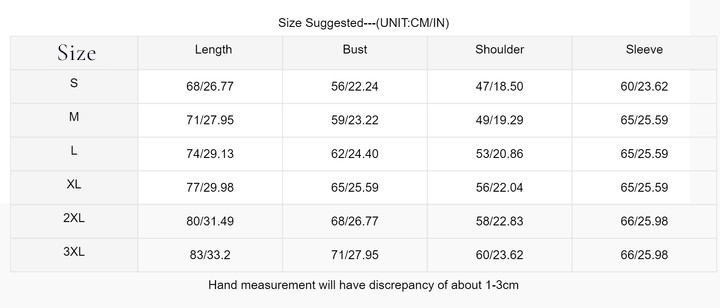 Size Suggested---(UNIT:CM/IN)
Size Length Bust Shoulder Sleeve
S 68/26.77 56/22.24 47/18.50 60/23.62
M 71/27.95 59/23.22 49/19.29 65/25.59
L 74/29.13 62/24.40 53/20.86 65/25.59
XL 77/29.98 65/25.59 56/22.04 65/25.59
2XL 80/31.49 68/26.77 58/22.83 66/25.98
3XL 83/33.2 71/27.95 60/23.62 66/25.98
Hand measurement will have discrepancy of about 1-3cm